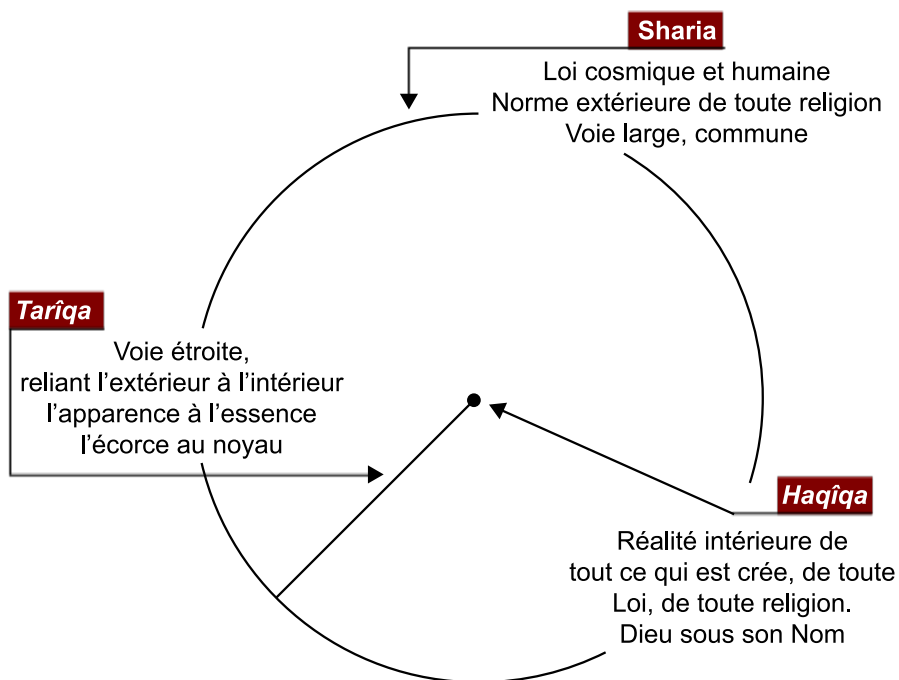 Sharia
Loi cosmique et humaine
Norme extérieure de toute religion
Voie large, commune
Tarîqa
Voie étroite,
reliant l’extérieur à l’intérieur
l’apparence à l’essence
l’écorce au noyau
Haqîqa
Réalité intérieure de
tout ce qui est crée, de toute
Loi, de toute religion.
Dieu sous son Nom